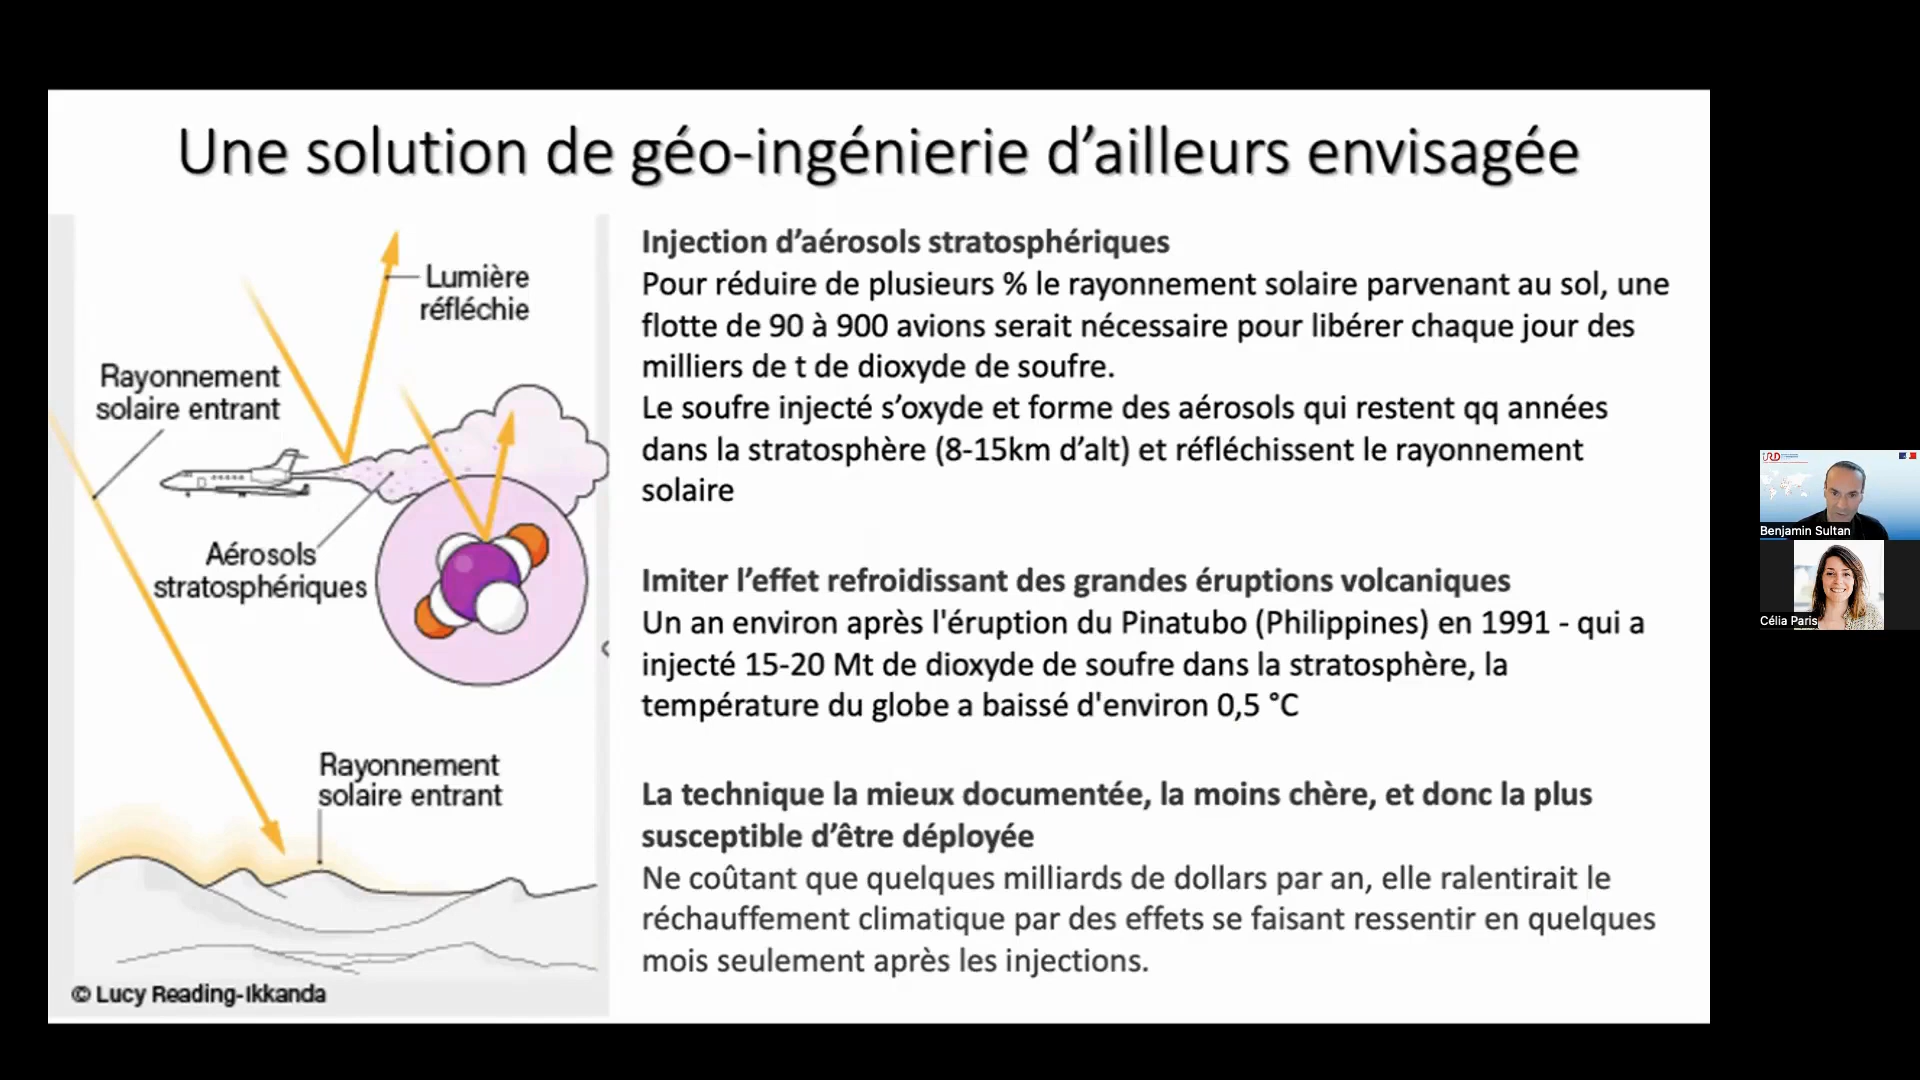 Une solution de géo-ingénierie d’ailleurs envisagée
Lumière
réfléchie
Rayonnement
solaire entrant
Aérosols
stratosphériques
Rayonnement
solaire entrant
© Lucy Reading-Ikkanda
Injection d’aérosols stratosphériques
Pour réduire de plusieurs % le rayonnement solaire parvenant au sol, une
flotte de 90 à 900 avions serait nécessaire pour libérer chaque jour des
milliers de t de dioxyde de soufre.
Le soufre injecté s’oxyde et forme des aérosols qui restent qq années
dans la stratosphère (8-15km d’alt) et réfléchissent le rayonnement
solaire
Imiter l’effet refroidissant des grandes éruptions volcaniques
Un an environ après l'éruption du Pinatubo (Philippines) en 1991 - qui a
injecté 15-20 Mt de dioxyde de soufre dans la stratosphère, la
température du globe a baissé d'environ 0,5 °C
La technique la mieux documentée, la moins chère, et donc la plus
susceptible d’être déployée
Ne coûtant que quelques milliards de dollars par an, elle ralentirait le
réchauffement climatique par des effets se faisant ressentir en quelques
mois seulement après les injections.
IRD
Benjamin Sultan
Célia Paris